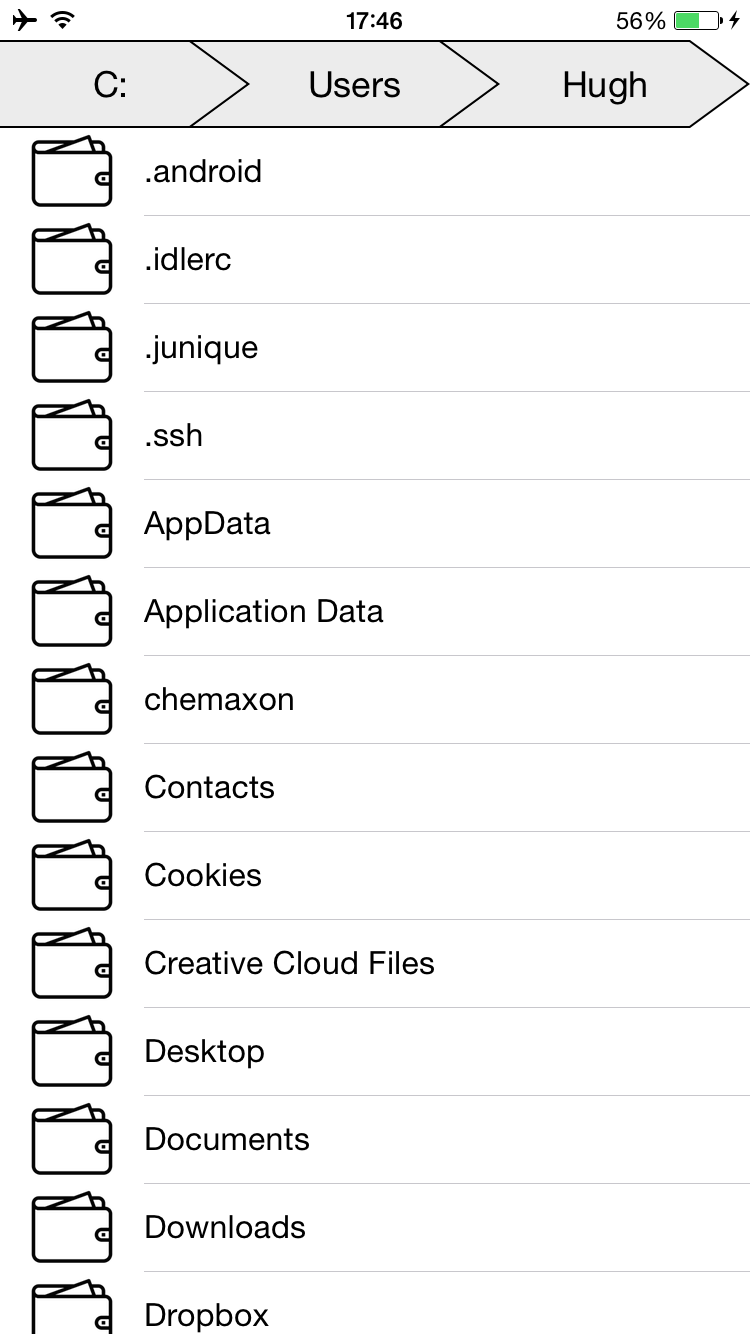 17:46 56%
C: Users Hugh
.android
.idlerc
.junique
.ssh
AppData
Application Data
chemaxon
Contacts
Cookies
Creative Cloud Files
Desktop
Documents
Downloads
Dropbox